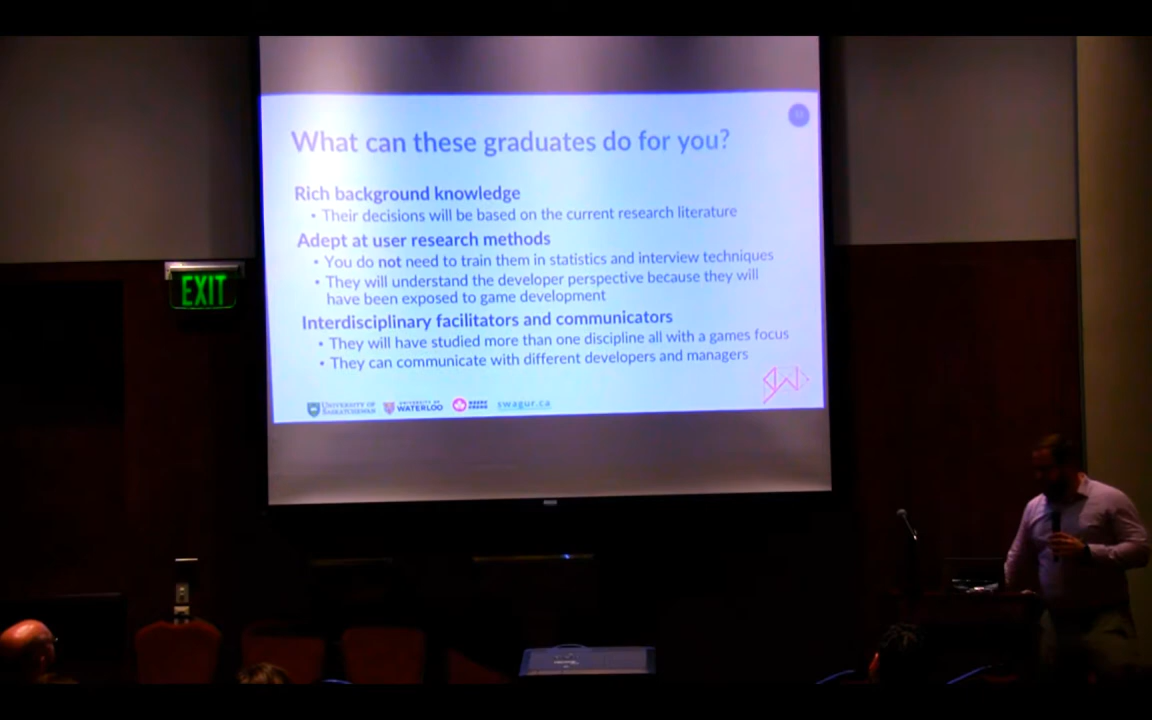 What can these graduates do for you?
Rich background knowledge
• Their decisions will be based on the current research literature
Adept at user research methods
• You do not need to train them in statistics and interview techniques
• They will understand the developer perspective because they will
have been exposed to game development
Interdisciplinary facilitators and communicators
• They will have studied more than one discipline all with a games focus
• They can communicate with different developers and managers
UNIVERSITY OF
SASKATCHEWAN
UNIVERSITY OF
WATERLOO
swagur.ca
EXIT